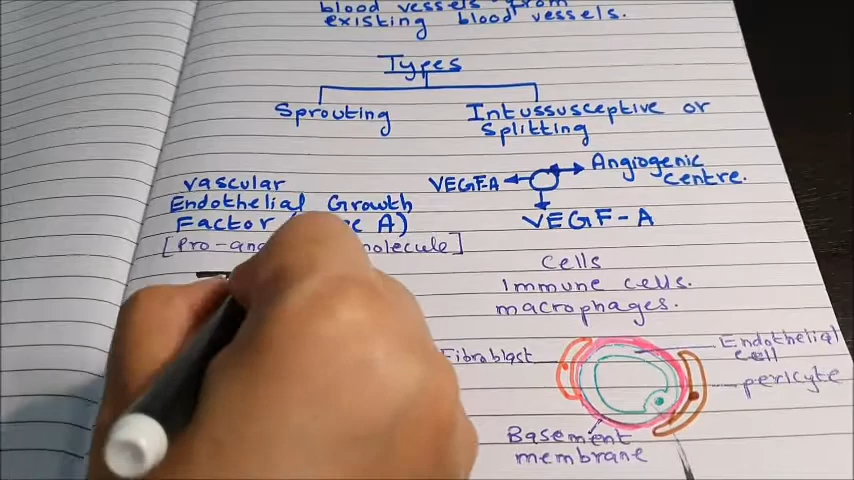 blood vessels from
existing blood vessels.
Types
Sprouting
Intussusceptive or
splitting
VEGF-A
Angiogenic
centre.
VEGF-A
vascular
Endothelial Growth
Factor A)
[Pro- molecule]
cells
Immune cells.
macrophages.
Fibroblast
Endothelial
cell
pericyte
Basement
membrane